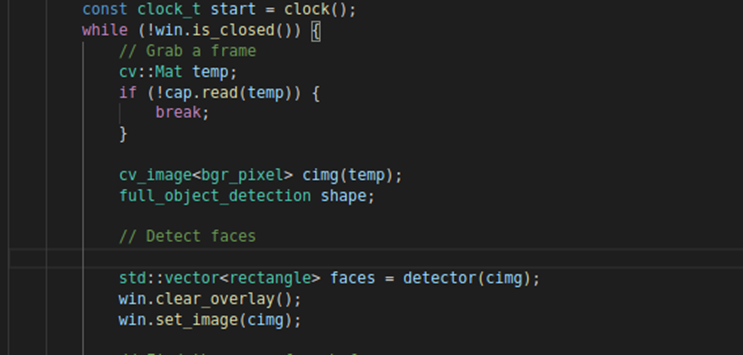 const clock_t start = clock();
while (!win.is_closed()) {
// Grab a frame
cv::Mat temp;
if (!cap.read(temp)) {
break;
}
cv_image<bgr_pixel> cimg(temp);
full_object_detection shape;
// Detect faces
std::vector<rectangle> faces = detector(cimg);
win.clear_overlay();
win.set_image(cimg);